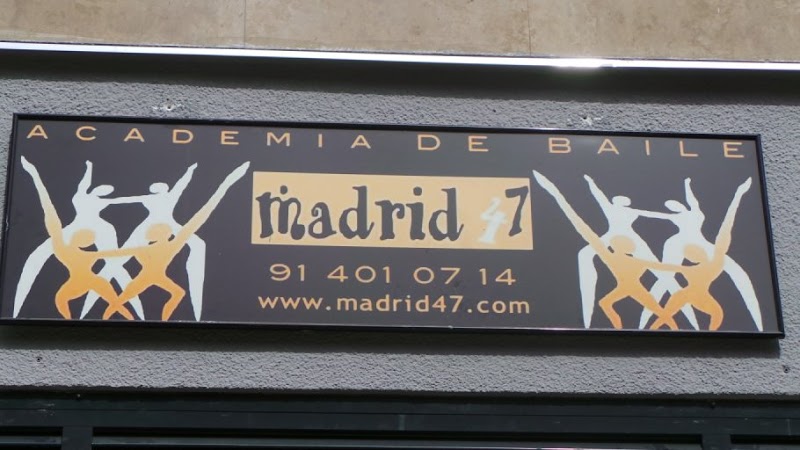 ACADEMIA DE BAILE
madrid 47
91 401 07 14
www.madrid47.com